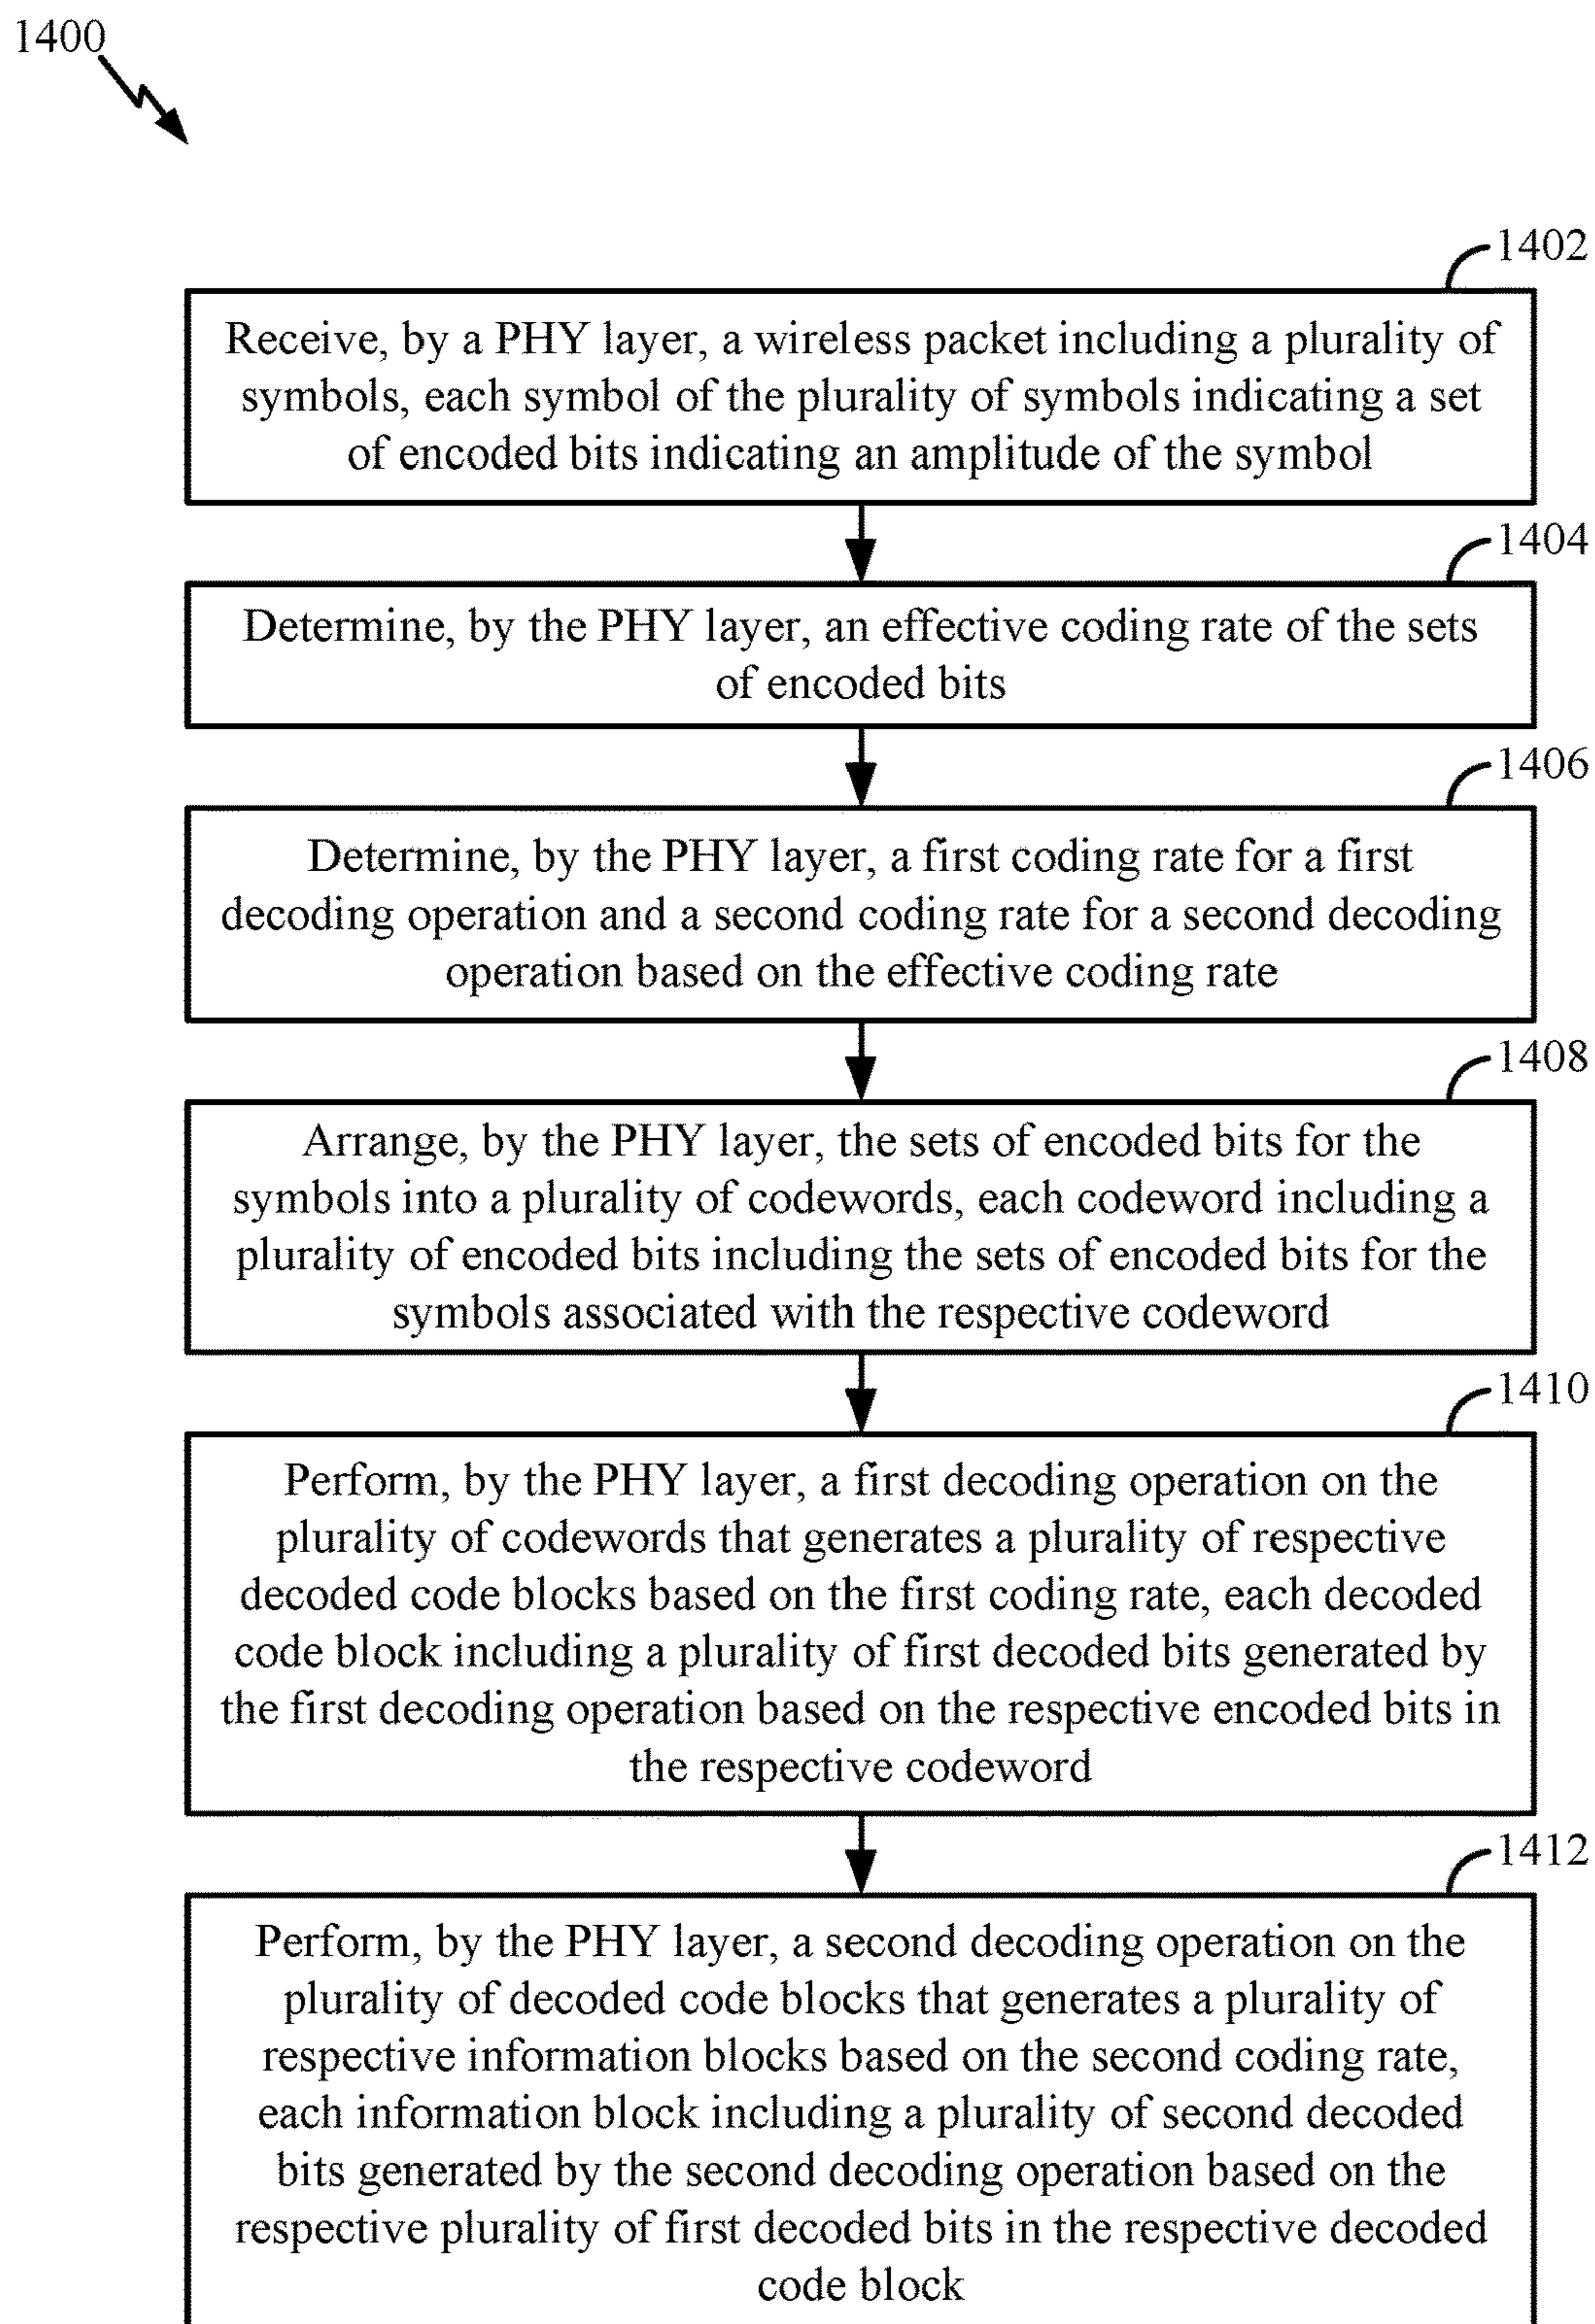 1400
1402
Receive, by a PHY layer, a wireless packet including a plurality of
symbols, each symbol of the plurality of symbols indicating a set
of encoded bits indicating an amplitude of the symbol
1404
Determine, by the PHY layer, an effective coding rate of the sets
of encoded bits
1406
Determine, by the PHY layer, a first coding rate for a first
decoding operation and a second coding rate for a second decoding
operation based on the effective coding rate
1408
Arrange, by the PHY layer, the sets of encoded bits for the
symbols into a plurality of codewords, each codeword including a
plurality of encoded bits including the sets of encoded bits for the
symbols associated with the respective codeword
1410
Perform, by the PHY layer, a first decoding operation on the
plurality of codewords that generates a plurality of respective
decoded code blocks based on the first coding rate, each decoded
code block including a plurality of first decoded bits generated by
the first decoding operation based on the respective encoded bits in
the respective codeword
1412
Perform, by the PHY layer, a second decoding operation on the
plurality of decoded code blocks that generates a plurality of
respective information blocks based on the second coding rate,
each information block including a plurality of second decoded
bits generated by the second decoding operation based on the
respective plurality of first decoded bits in the respective decoded
code block